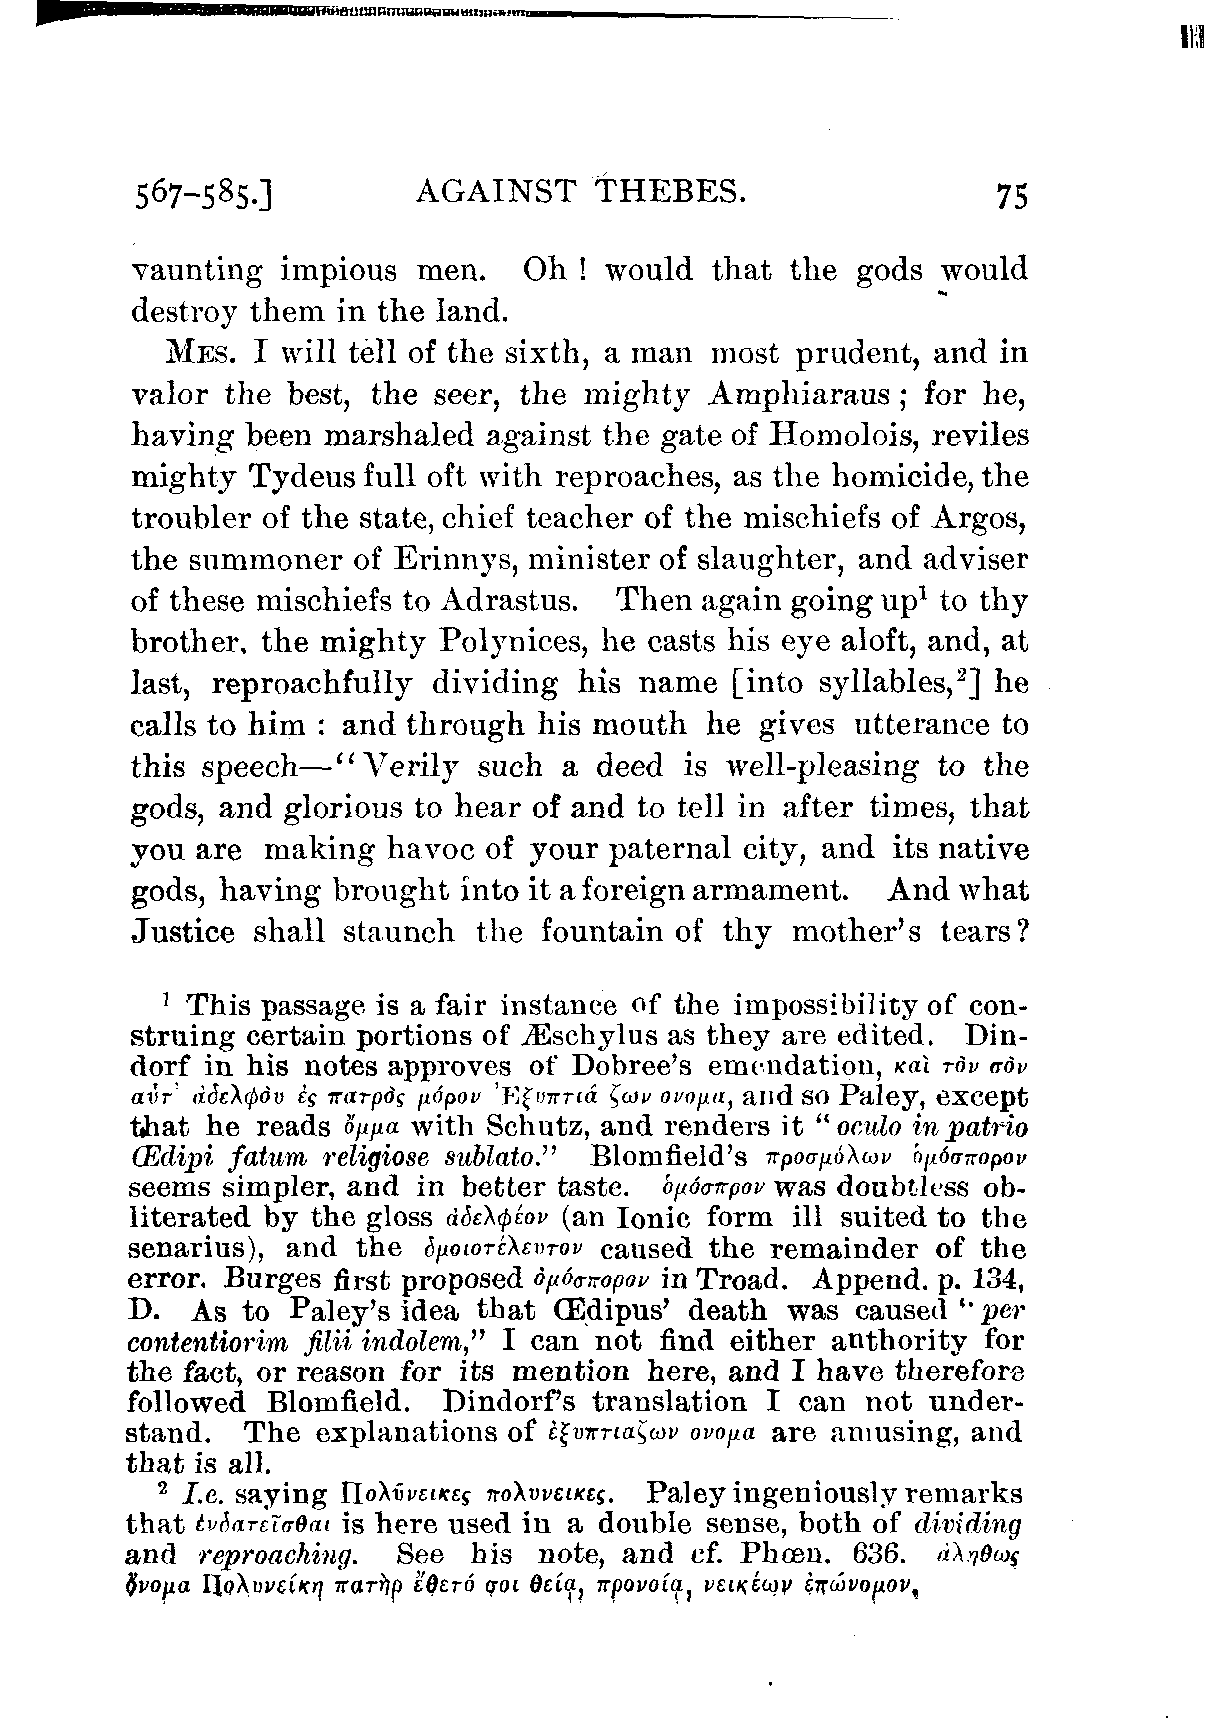 567–585.] AGAINST THEBES. 75
vaunting impious men. Oh ! would that the gods would
destroy them in the land.
MES. I will tell of the sixth, a man most prudent, and in
valor the best, the seer, the mighty Amphiaraus ; for he,
having been marshaled against the gate of Homolois, reviles
mighty Tydeus full oft with reproaches, as the homicide, the
troubler of the state, chief teacher of the mischiefs of Argos,
the summoner of Erinnys, minister of slaughter, and adviser
of these mischiefs to Adrastus. Then again going up¹ to thy
brother, the mighty Polynices, he casts his eye aloft, and, at
last, reproachfully dividing his name [into syllables,²] he
calls to him : and through his mouth he gives utterance to
this speech—“Verily such a deed is well-pleasing to the
gods, and glorious to hear of and to tell in after times, that
you are making havoc of your paternal city, and its native
gods, having brought into it a foreign armament. And what
Justice shall staunch the fountain of thy mother’s tears?
¹ This passage is a fair instance of the impossibility of con-
struing certain portions of Æschylus as they are edited. Din-
dorf in his notes approves of Dobree’s emendation, καὶ τὸν σὸν
αὖτ’ ἀδελφὸν ἐς πατρὸς μόρον Ἐξυπτιά ζων ονομα, and so Paley, except
that he reads ὄμμα with Schutz, and renders it “oculo in patrio
Œdipi fatum religiose sublato.” Blomfield’s προσμόλων ὁμόσπορον
seems simpler, and in better taste. ὁμόσπρον was doubtless ob-
literated by the gloss ἀδελφέον (an Ionic form ill suited to the
senarius), and the ὁμοιοτέλευτον caused the remainder of the
error. Burges first proposed ὁμόσπορον in Troad. Append. p. 134,
D. As to Paley’s idea that Œdipus’ death was caused “per
contentiorim filii indolem,” I can not find either authority for
the fact, or reason for its mention here, and I have therefore
followed Blomfield. Dindorf’s translation I can not under-
stand. The explanations of ἐξυπτιαζων ονομα are amusing, and
that is all.
² I.e. saying Πολῦνεικες πολυνεικες. Paley ingeniously remarks
that ἐνδατεῖσθαι is here used in a double sense, both of dividing
and reproaching. See his note, and cf. Phœn. 636. ἀληθως
ὄνομα Πολυνείκη πατὴρ ἔθετό σοι θείᾳ, προνοίᾳ, νεικέων ἐπώνομον,